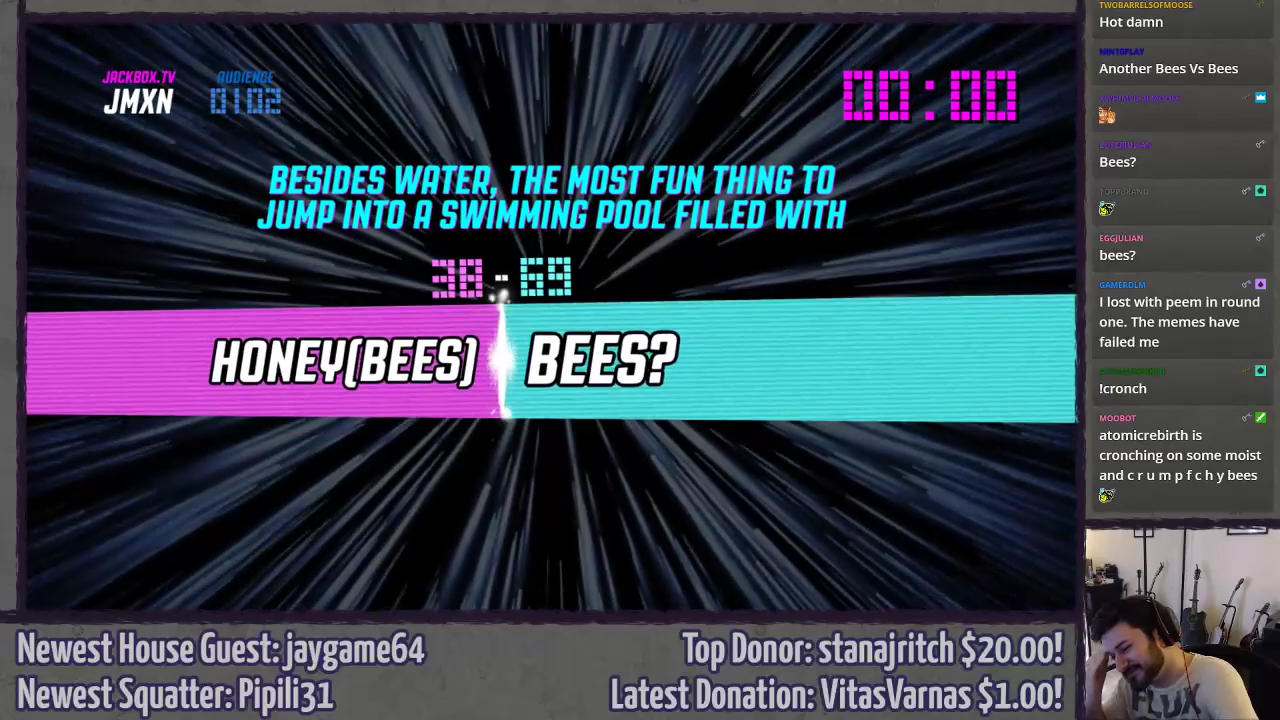 JACKBOX.TV
JMXN
AUDIENCE
0102
00:00
BESIDES WATER, THE MOST FUN THING TO
JUMP INTO A SWIMMING POOL FILLED WITH
38 - 69
HONEY(BEES)
BEES?
TWOBARRELSOFMOOSE
Hot damn
Another Bees Vs Bees
Bees?
EGGJULIAN
bees?
GAMERDLM
I lost with peem in round
one. The memes have
failed me
!cronch
MOOBOT
atomicrebirth is
cronching on some moist
and c r u m p f c h y bees
FLUX
Newest House Guest: jaygame64
Newest Squatter: Pipili31
Top Donor: stanajritch $20.00!
Latest Donation: VitasVarnas $1.00!